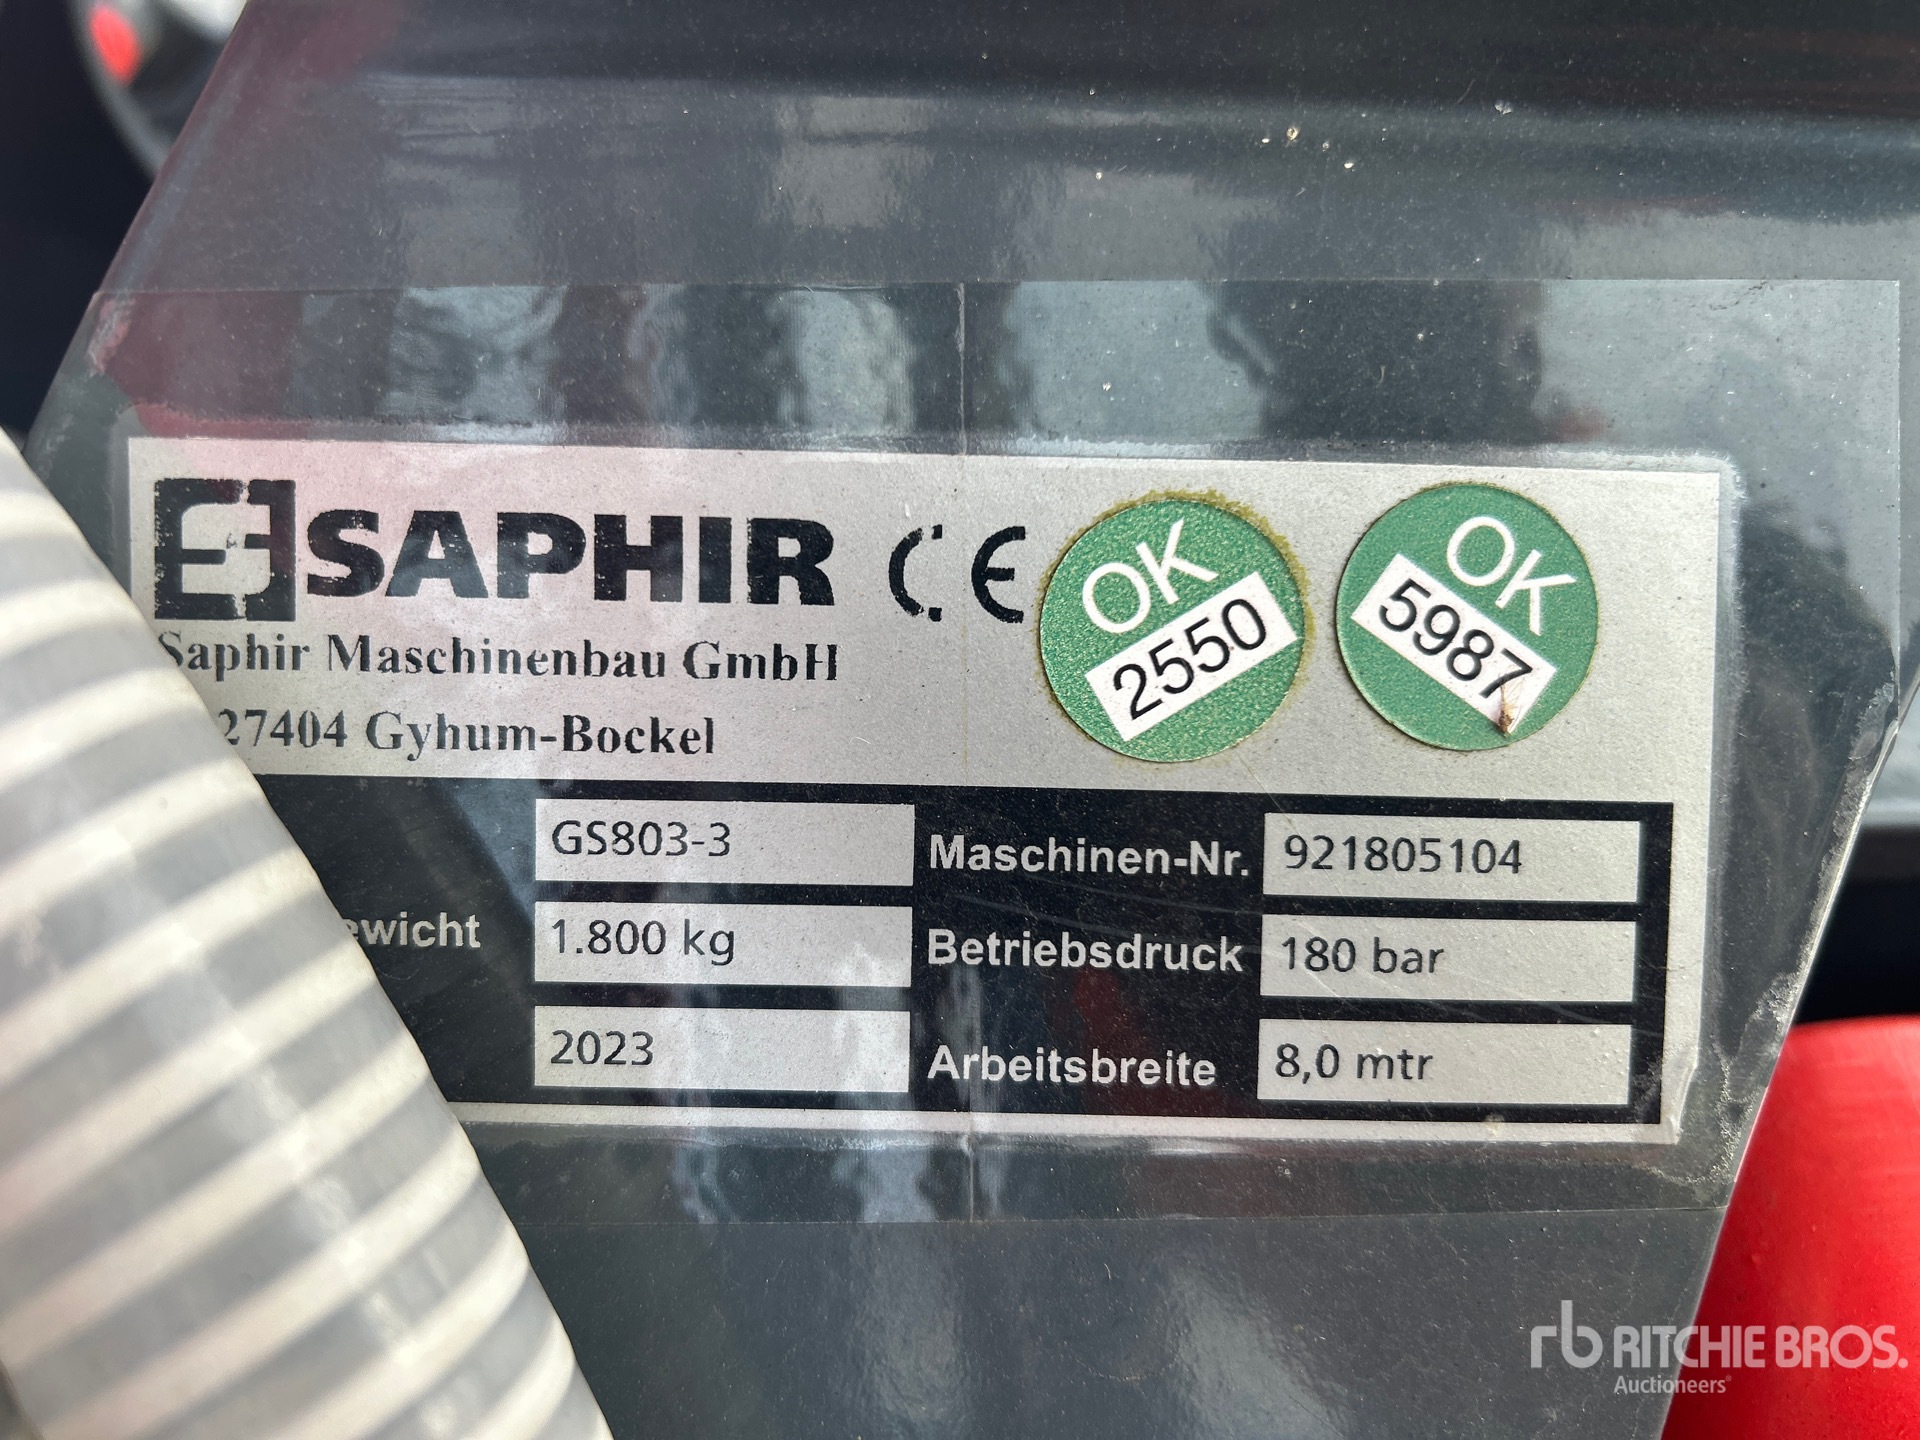 SAPHIR CE
Saphir Maschinenbau GmbH
27404 Gyhum-Bockel
OK
2550
OK
5987
GS803-3 Maschinen-Nr. 921805104
1.800 kg Betriebsdruck 180 bar
2023 Arbeitsbreite 8,0 mtr
rb RITCHIE BROS.
Auctioneers